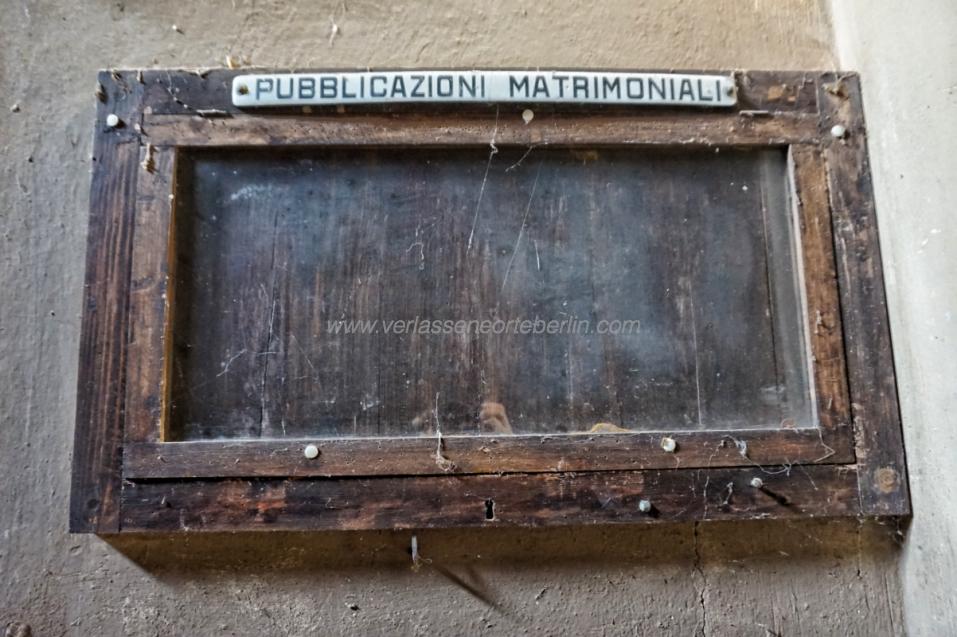 PUBBLICAZIONI MATRIMONIALI
www.verlasseneorteberlin.com